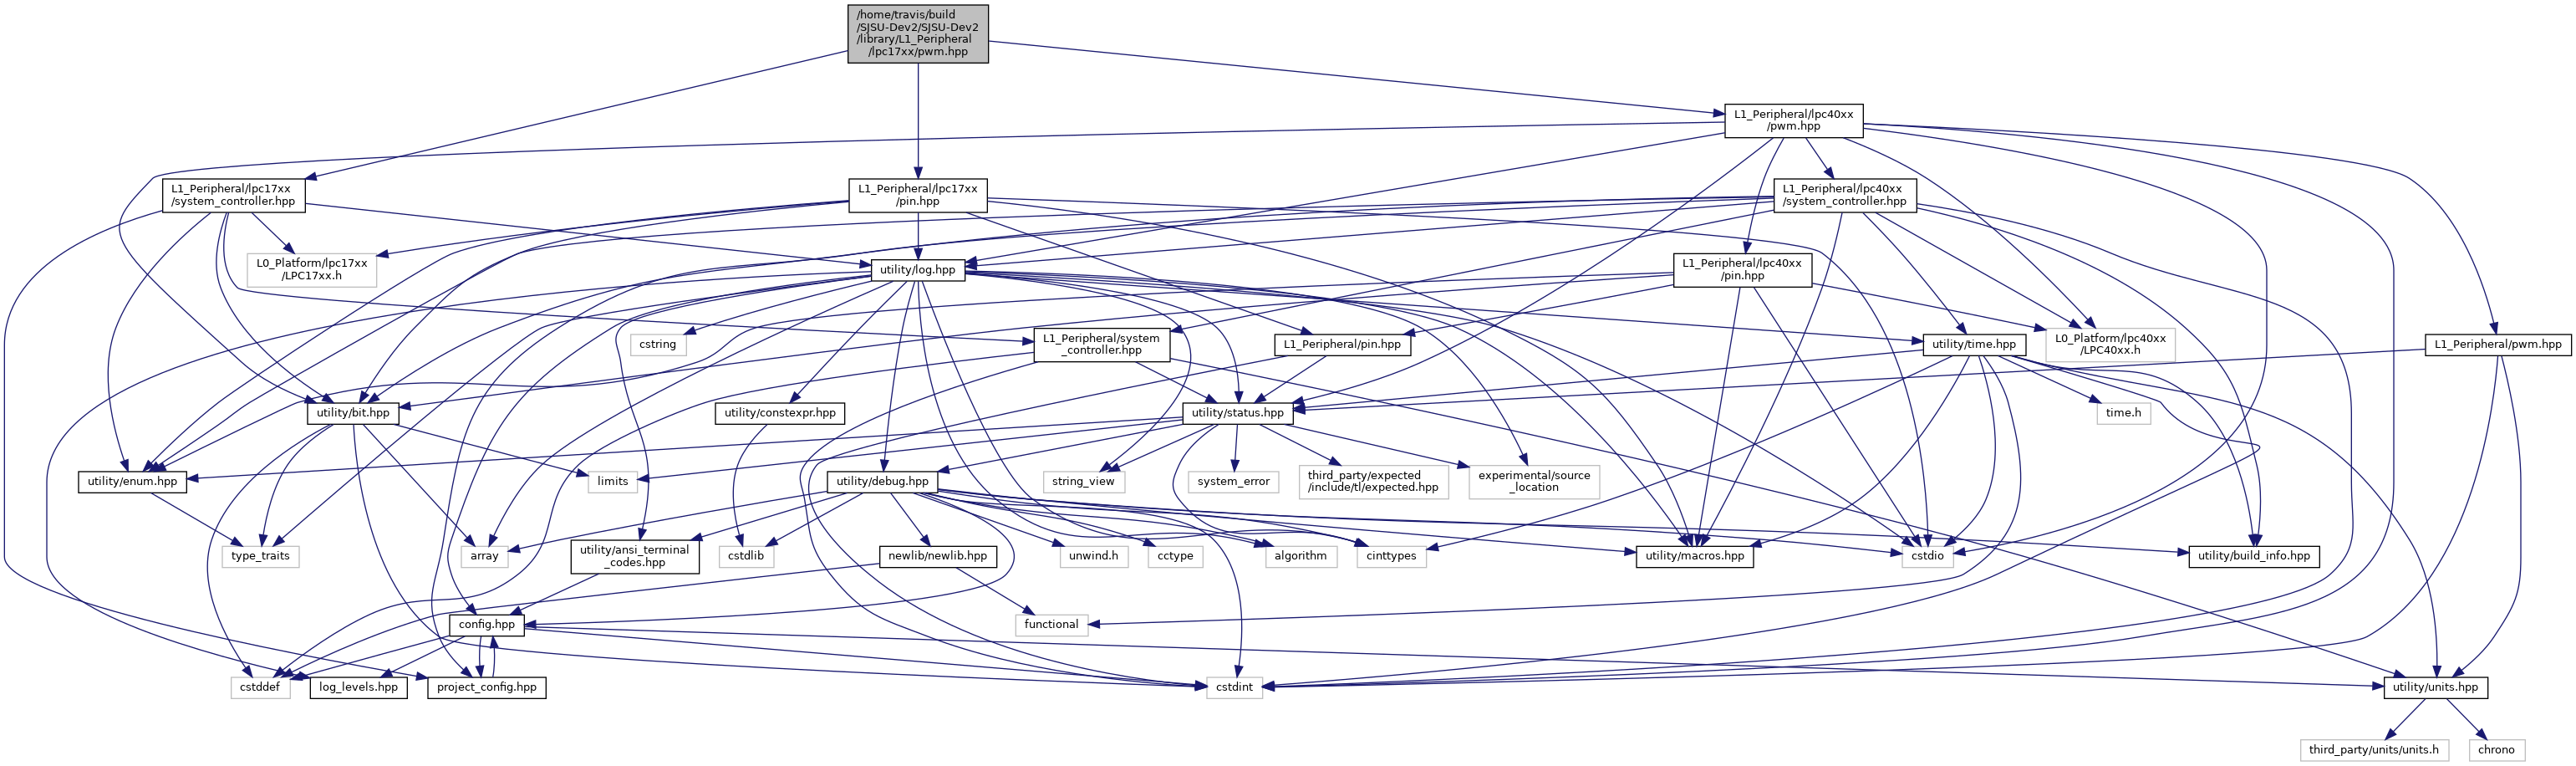 /home/travis/build
/SJSU-Dev2/SJSU-Dev2
/library/L1_Peripheral
/lpc17xx/pwm.hpp
L1_Peripheral/lpc40xx
/pwm.hpp
L1_Peripheral/lpc17xx
/system_controller.hpp
L1_Peripheral/lpc17xx
/pin.hpp
L1_Peripheral/lpc40xx
/system_controller.hpp
L0_Platform/lpc17xx
/LPC17xx.h
utility/log.hpp
L1_Peripheral/lpc40xx
/pin.hpp
cstring
L1_Peripheral/system
_controller.hpp
L1_Peripheral/pin.hpp
utility/time.hpp
L0_Platform/lpc40xx
/LPC40xx.h
L1_Peripheral/pwm.hpp
utility/bit.hpp
utility/constexpr.hpp
utility/status.hpp
time.h
utility/enum.hpp
limits
utility/debug.hpp
string_view
system_error
third_party/expected
/include/tl/expected.hpp
experimental/source
_location
type_traits
array
utility/ansi_terminal
_codes.hpp
cstdlib
newlib/newlib.hpp
unwind.h
cctype
algorithm
cinttypes
utility/macros.hpp
cstdio
utility/build_info.hpp
config.hpp
functional
cstddef
log_levels.hpp
project_config.hpp
cstdint
utility/units.hpp
third_party/units/units.h
chrono